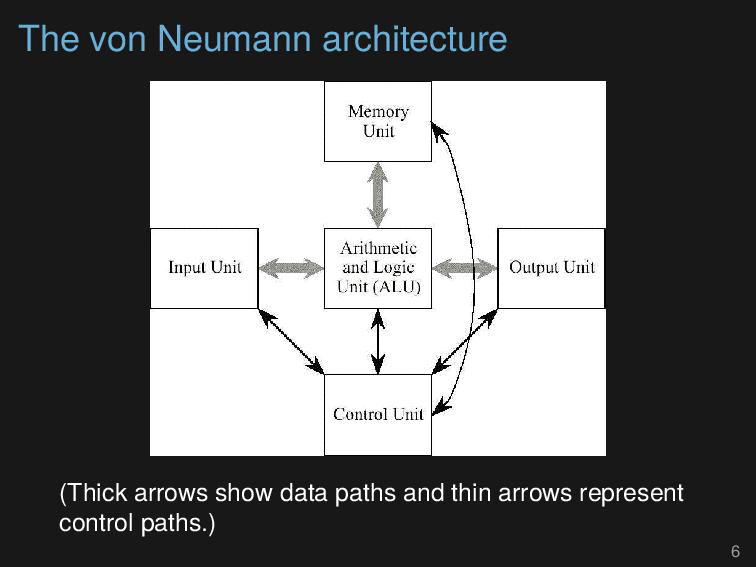 The von Neumann architecture
Memory
Unit
Input Unit
Arithmetic
and Logic
Unit (ALU)
Output Unit
Control Unit
(Thick arrows show data paths and thin arrows represent
control paths.)
6